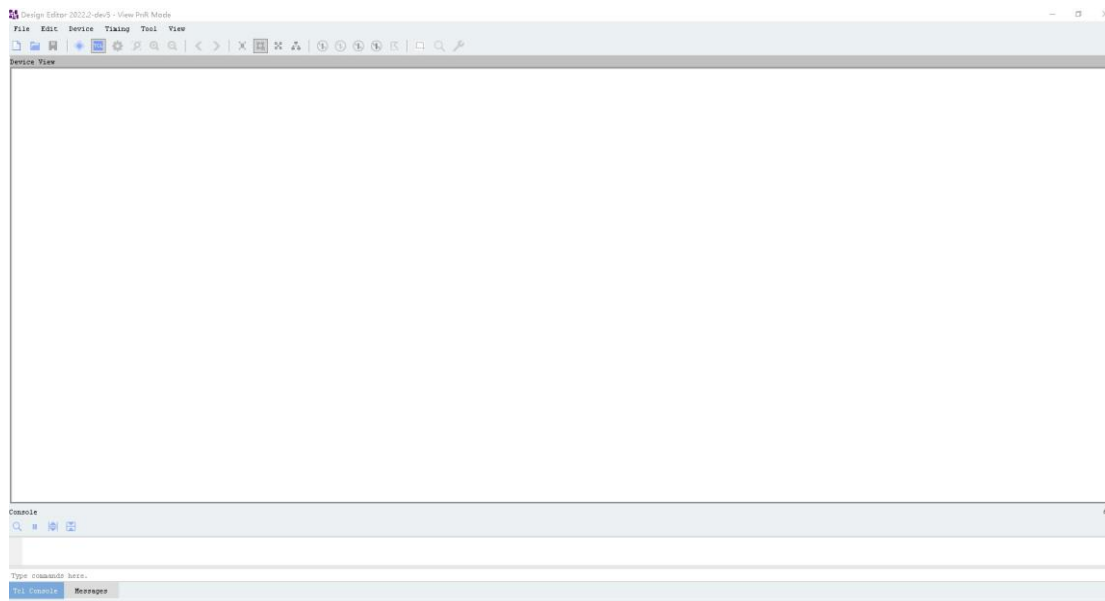 Design Editor 2022.2-dev5 - View PnR Mode
File Edit Device Timing Tool View
Device View
Console
Type commands here.
Tcl Console Messages